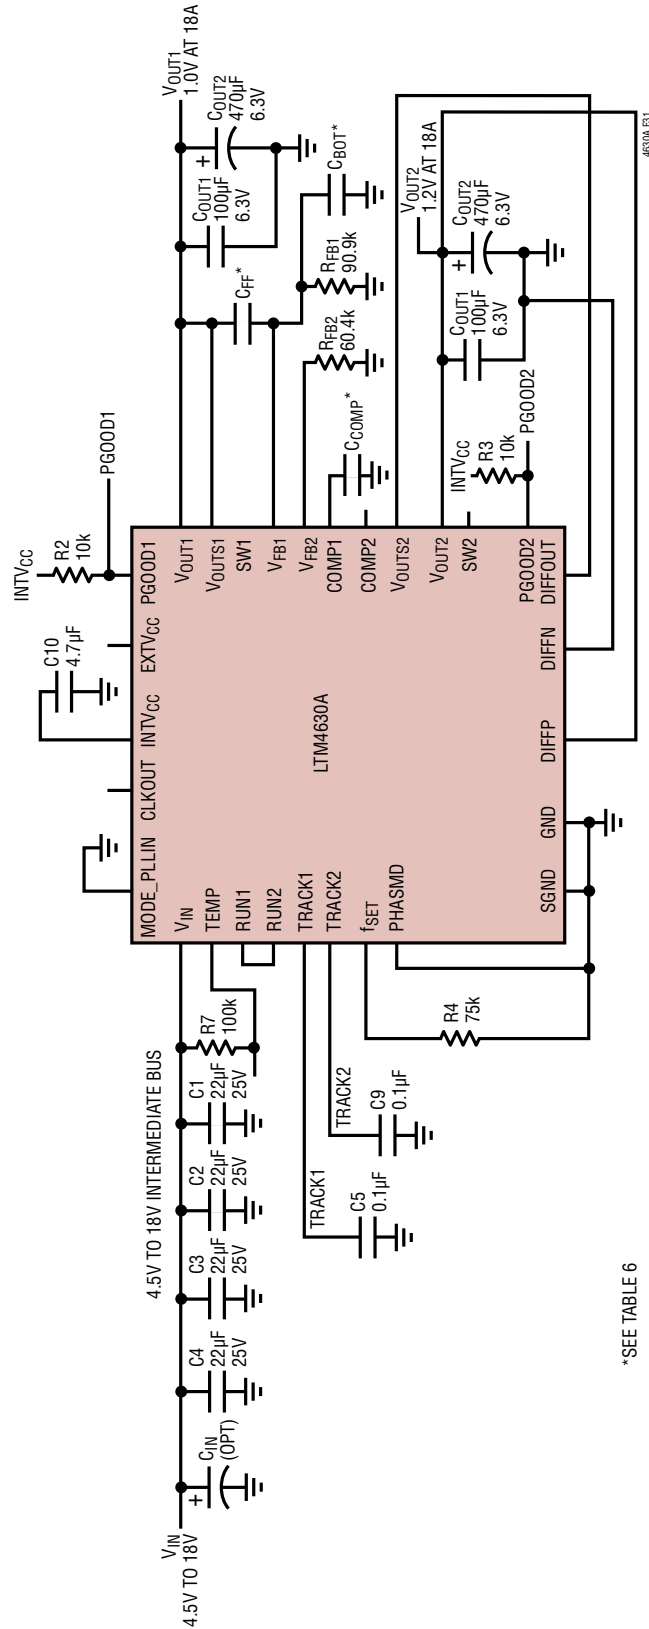 VIN
4.5V TO 18V
CIN
(OPT)
+
C4
22µF
25V
C3
22µF
25V
C2
22µF
25V
C1
22µF
25V
4.5V TO 18V INTERMEDIATE BUS
R7
100k
TRACK1
C5
0.1µF
TRACK2
C9
0.1µF
R4
75k
MODE_PLLIN
CLKOUT
INTVCC
EXTVCC
PGOOD1
VIN
TEMP
RUN1
RUN2
TRACK1
TRACK2
fSET
PHASMD
LTM4630A
VOUT1
VOUTS1
SW1
VFB1
VFB2
COMP1
COMP2
VOUTS2
VOUT2
SW2
PGOOD2
SGND
GND
DIFFP
DIFFN
DIFFOUT
C10
4.7µF
INTVCC
R2
10k
PGOOD1
VOUT1
1.0V AT 18A
COUT1
100µF
6.3V
+
COUT2
470µF
6.3V
CFF*
CBOT*
RFB1
90.9k
RFB2
60.4k
CCOMP*
INTVCC
R3
10k
PGOOD2
VOUT2
1.2V AT 18A
COUT1
100µF
6.3V
+
COUT2
470µF
6.3V
*SEE TABLE 6
4630A F31